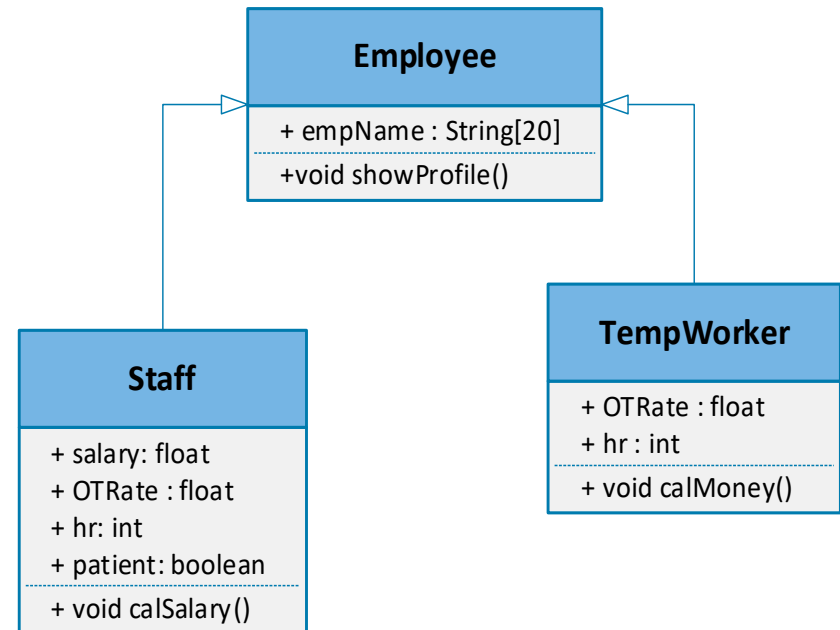 Employee
+ empName : String[20]
+void showProfile()
Staff
+ salary: float
+ OTRate : float
+ hr: int
+ patient: boolean
+ void calSalary()
TempWorker
+ OTRate : float
+ hr : int
+ void calMoney()